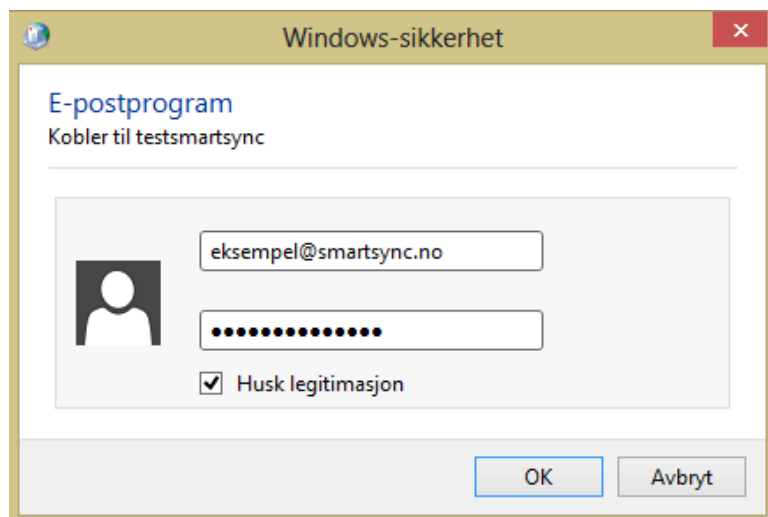 Windows-sikkerhet
E-postprogram
Kobler til testsmartsync
eksempel@smartsync.no
••••••••••••••
Husk legitimasjon
OK
Avbryt